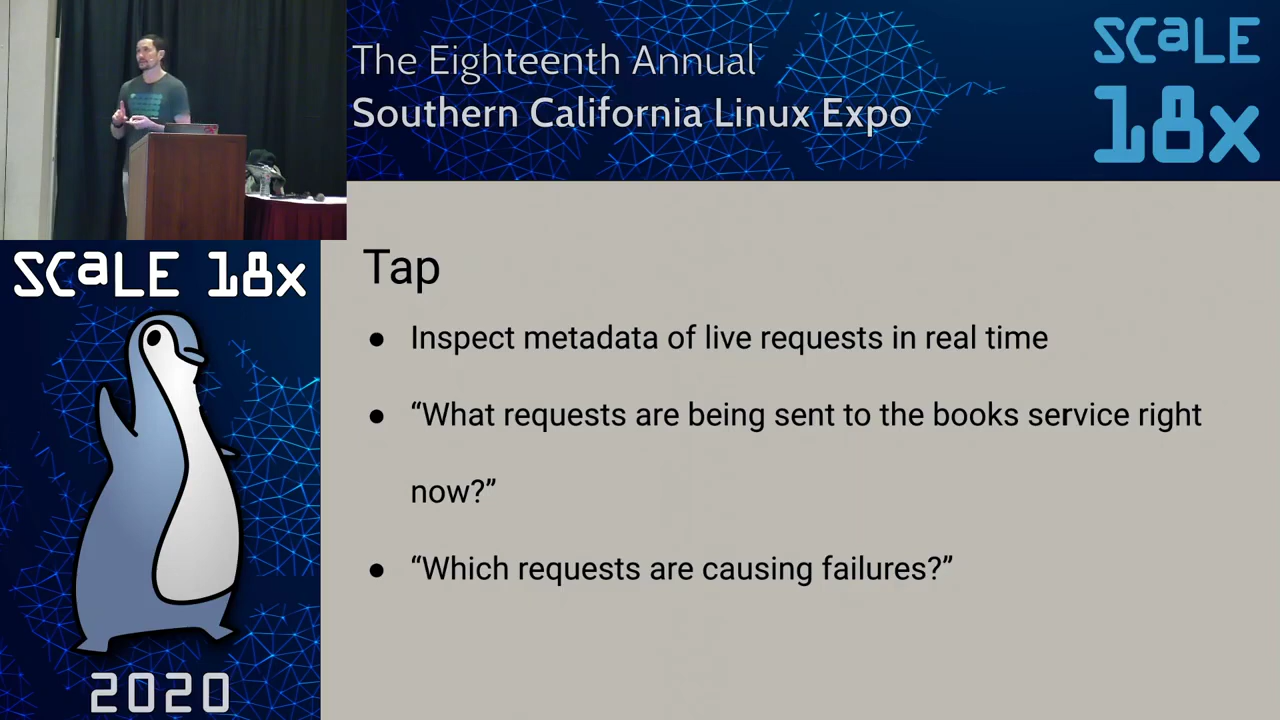 The Eighteenth Annual
Southern California Linux Expo
SCaLE
18x
SCaLE 18x
2020
Tap
● Inspect metadata of live requests in real time
● “What requests are being sent to the books service right
now?”
● “Which requests are causing failures?”